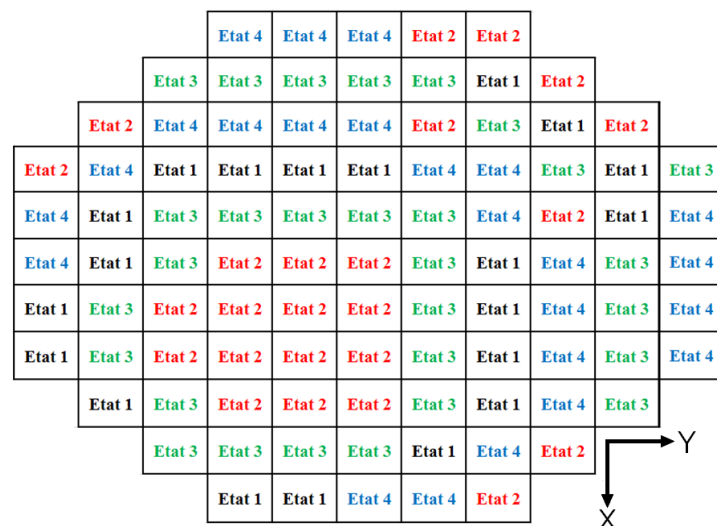 Etat 4 Etat 4 Etat 4 Etat 2 Etat 2
Etat 3 Etat 3 Etat 3 Etat 3 Etat 3 Etat 1 Etat 2
Etat 2 Etat 4 Etat 4 Etat 4 Etat 4 Etat 2 Etat 3 Etat 1 Etat 2
Etat 2 Etat 4 Etat 1 Etat 1 Etat 1 Etat 1 Etat 4 Etat 4 Etat 3 Etat 1 Etat 3
Etat 4 Etat 1 Etat 3 Etat 3 Etat 3 Etat 3 Etat 3 Etat 4 Etat 2 Etat 1 Etat 4
Etat 4 Etat 1 Etat 3 Etat 2 Etat 2 Etat 2 Etat 3 Etat 1 Etat 4 Etat 3 Etat 4
Etat 1 Etat 3 Etat 2 Etat 2 Etat 2 Etat 2 Etat 3 Etat 1 Etat 4 Etat 3 Etat 4
Etat 1 Etat 3 Etat 2 Etat 2 Etat 2 Etat 2 Etat 3 Etat 1 Etat 4 Etat 3 Etat 4
Etat 1 Etat 3 Etat 2 Etat 2 Etat 2 Etat 3 Etat 1 Etat 4 Etat 3
Etat 3 Etat 3 Etat 3 Etat 3 Etat 1 Etat 4 Etat 2
Y
Etat 1 Etat 1 Etat 4 Etat 4 Etat 2
X